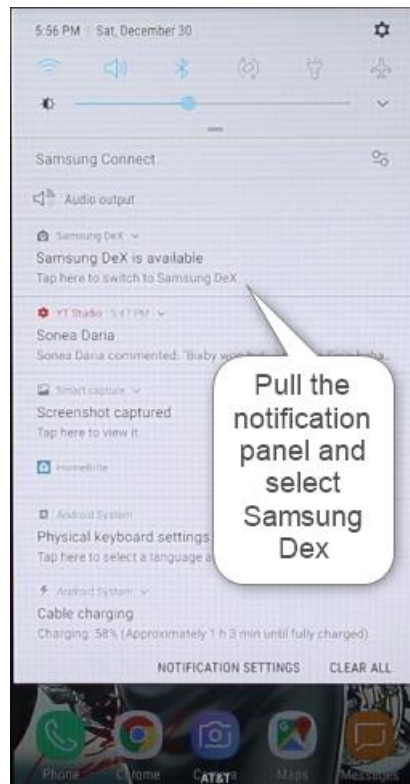 5:56 PM Sat, December 30
Samsung Connect
Audio output
Samsung DeX
Samsung DeX is available
Tap here to switch to Samsung DeX
YT Studio 5:47 PM
Sonea Daria
Sonea Daria commented: "Baby
Smart capture
Screenshot captured
Tap here to view it.
HomeBrite
Pull the
notification
panel and
select
Samsung
Dex
Android System
Physical keyboard settings
Tap here to select a language
Android System
Cable charging
Charging: 58% (Approximately 1 h 3 min until fully charged)
NOTIFICATION SETTINGS CLEAR ALL
Phone Chrome Camera Maps Messages
AT&T